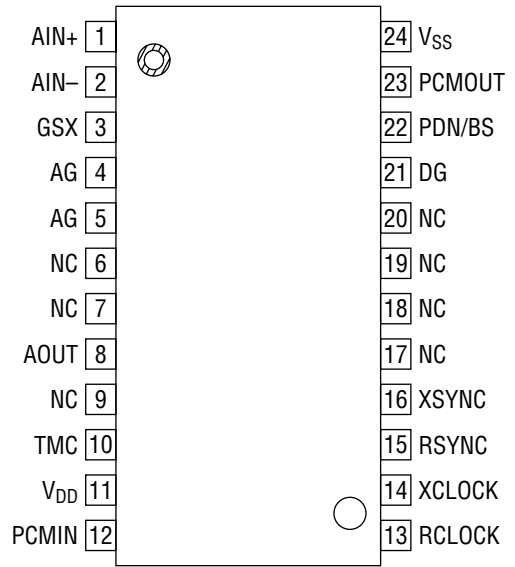 AIN+ 1 24 VSS
AIN– 2 23 PCMOUT
GSX 3 22 PDN/BS
AG 4 21 DG
AG 5 20 NC
NC 6 19 NC
NC 7 18 NC
AOUT 8 17 NC
NC 9 16 XSYNC
TMC 10 15 RSYNC
VDD 11 14 XCLOCK
PCMIN 12 13 RCLOCK